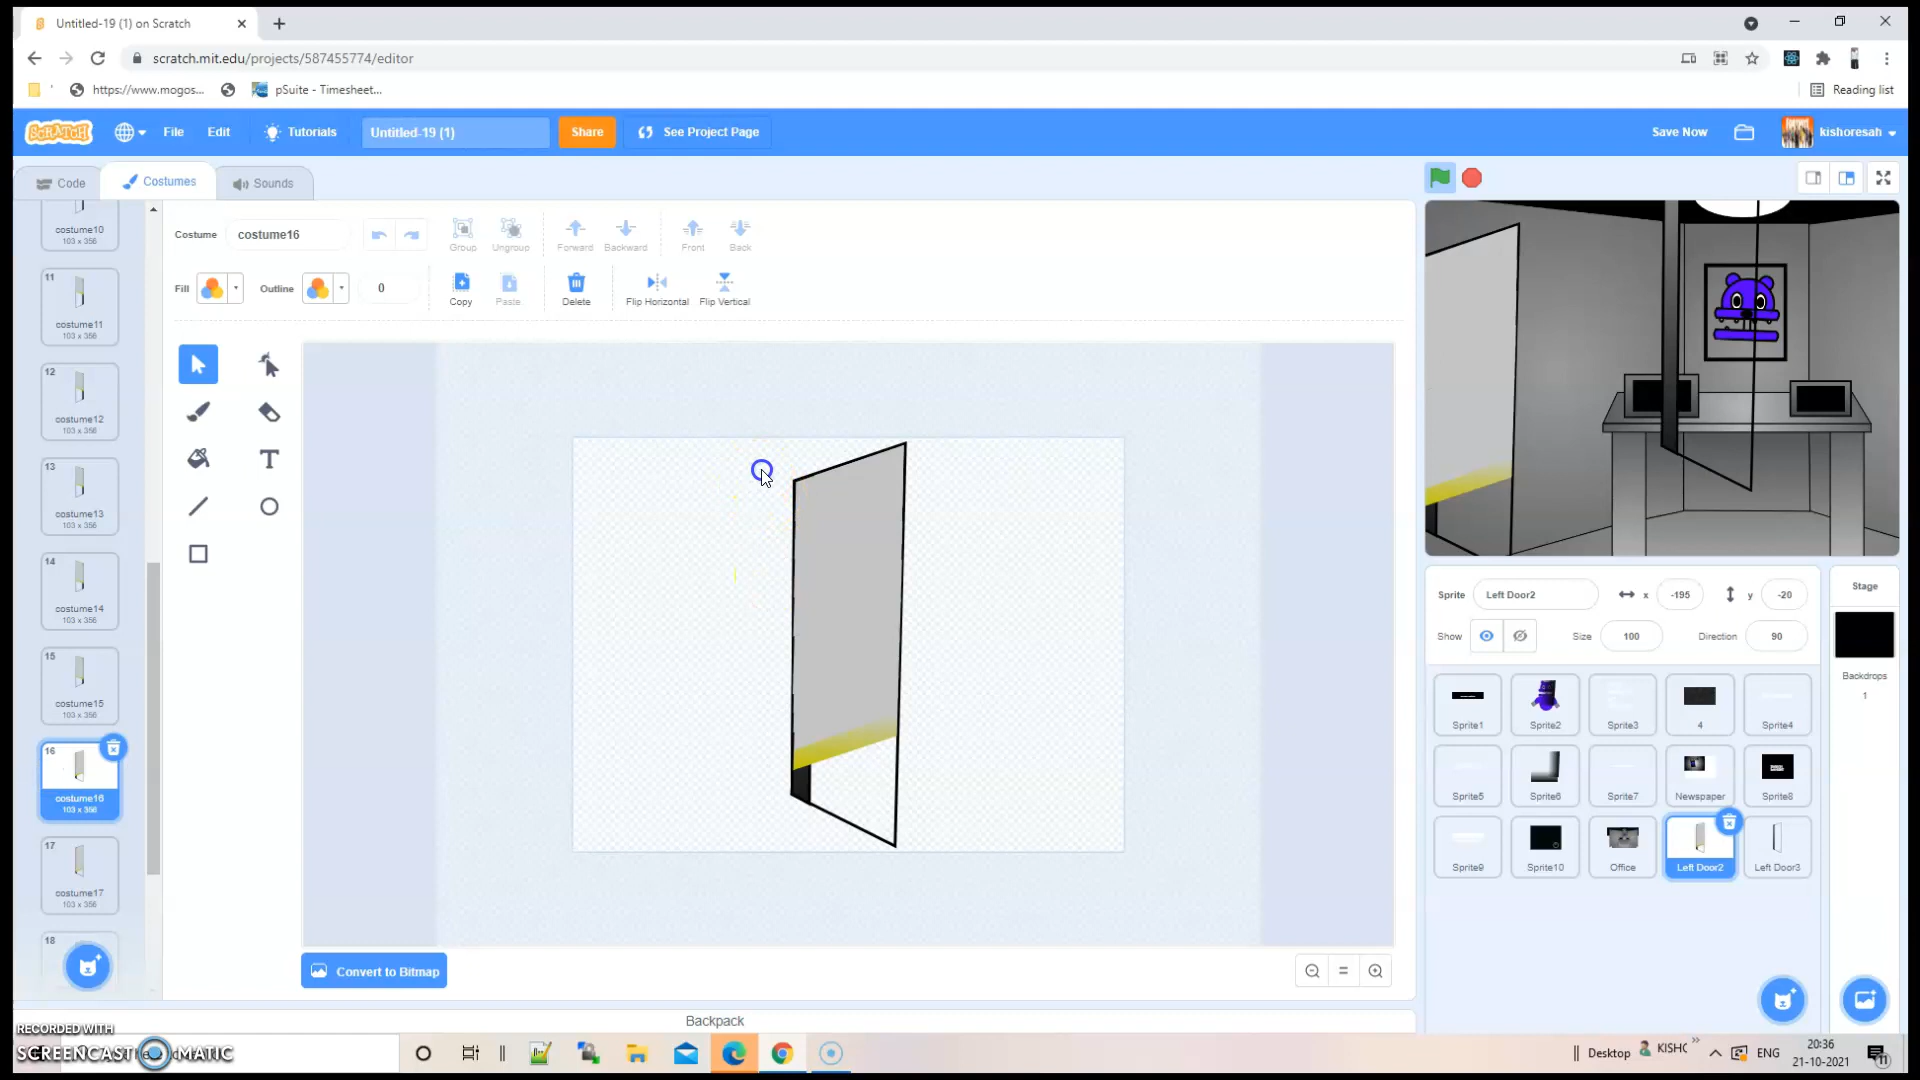 Untitled-19 (1) on Scratch
scratch.mit.edu/projects/587455774/editor
https://www.mogos...
pSuite - Timesheet...
Reading list
SCRATCH
File
Edit
Tutorials
Untitled-19 (1)
Share
See Project Page
Save Now
kishoresah
Code
Costumes
Sounds
costume10
103 x 356
11
costume11
103 x 356
12
costume12
103 x 356
13
costume13
103 x 356
14
costume14
103 x 356
15
costume15
103 x 356
16
costume16
103 x 356
17
costume17
103 x 356
18
Costume
costume16
Group
Ungroup
Forward
Backward
Front
Back
Fill
Outline
0
Copy
Paste
Delete
Flip Horizontal
Flip Vertical
Convert to Bitmap
Sprite
Left Door2
x
-195
y
-20
Show
Size
100
Direction
90
Stage
Backdrops
1
Sprite1
Sprite2
Sprite3
4
Sprite4
Sprite5
Sprite6
Sprite7
Newspaper
Sprite8
Sprite9
Sprite10
Office
Left Door2
Left Door3
Backpack
RECORDED WITH
SCREENCAST MATIC
Desktop
KISHC
ENG
20:36
21-10-2021
11